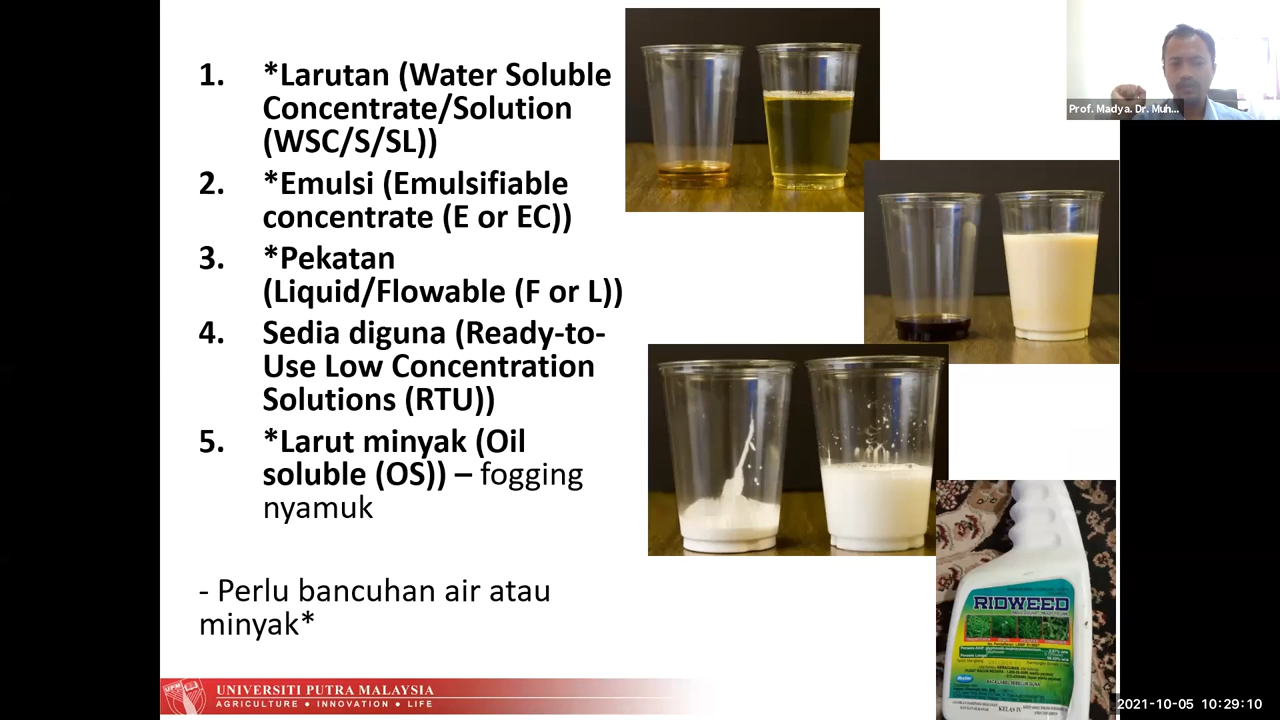 1. *Larutan (Water Soluble
Concentrate/Solution
(WSC/S/SL))
2. *Emulsi (Emulsifiable
concentrate (E or EC))
3. *Pekatan
(Liquid/Flowable (F or L))
4. Sedia diguna (Ready-to-
Use Low Concentration
Solutions (RTU))
5. *Larut minyak (Oil
soluble (OS)) – fogging
nyamuk
- Perlu bancuhan air atau
minyak*
Prof. Madya. Dr. Muh...
RIDWEED
KELAS IV
UNIVERSITI PUTRA MALAYSIA
AGRICULTURE • INNOVATION • LIFE
2021-10-05 10:29:10